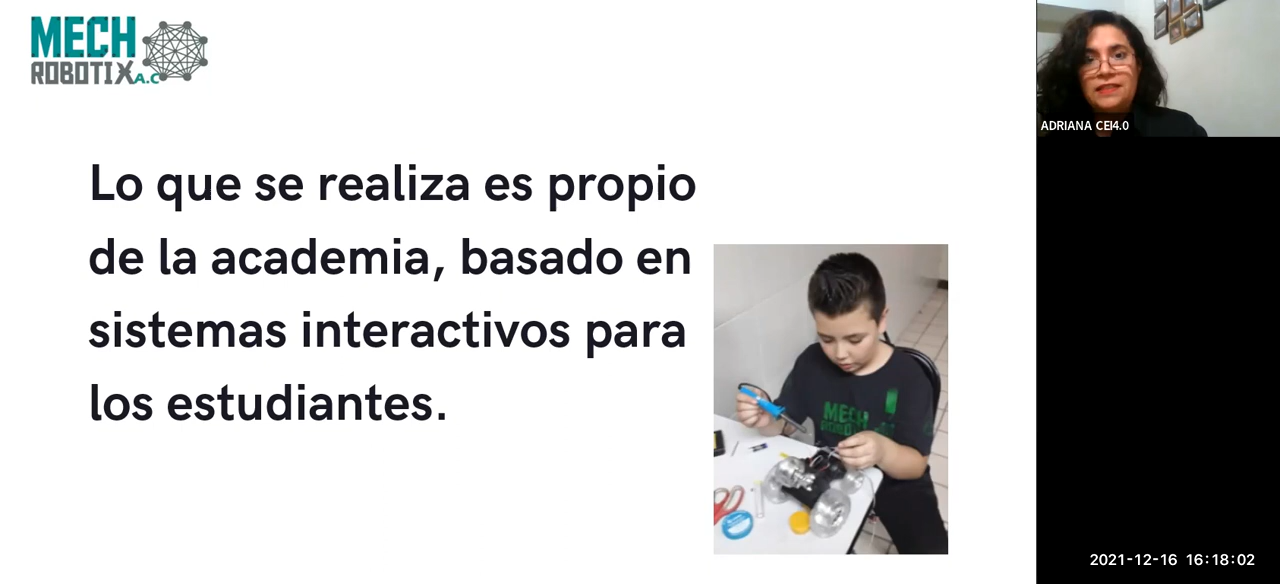 MECH
ROBOTIX A.C
Lo que se realiza es propio
de la academia, basado en
sistemas interactivos para
los estudiantes.
MECH
ADRIANA CEI4.0
2021-12-16 16:18:02